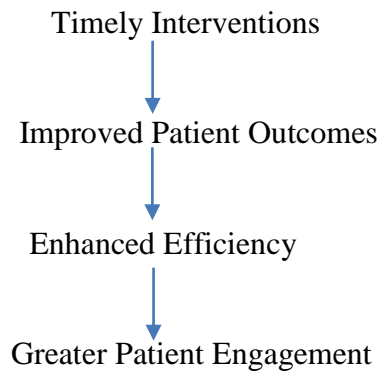 Timely Interventions
Improved Patient Outcomes
Enhanced Efficiency
Greater Patient Engagement